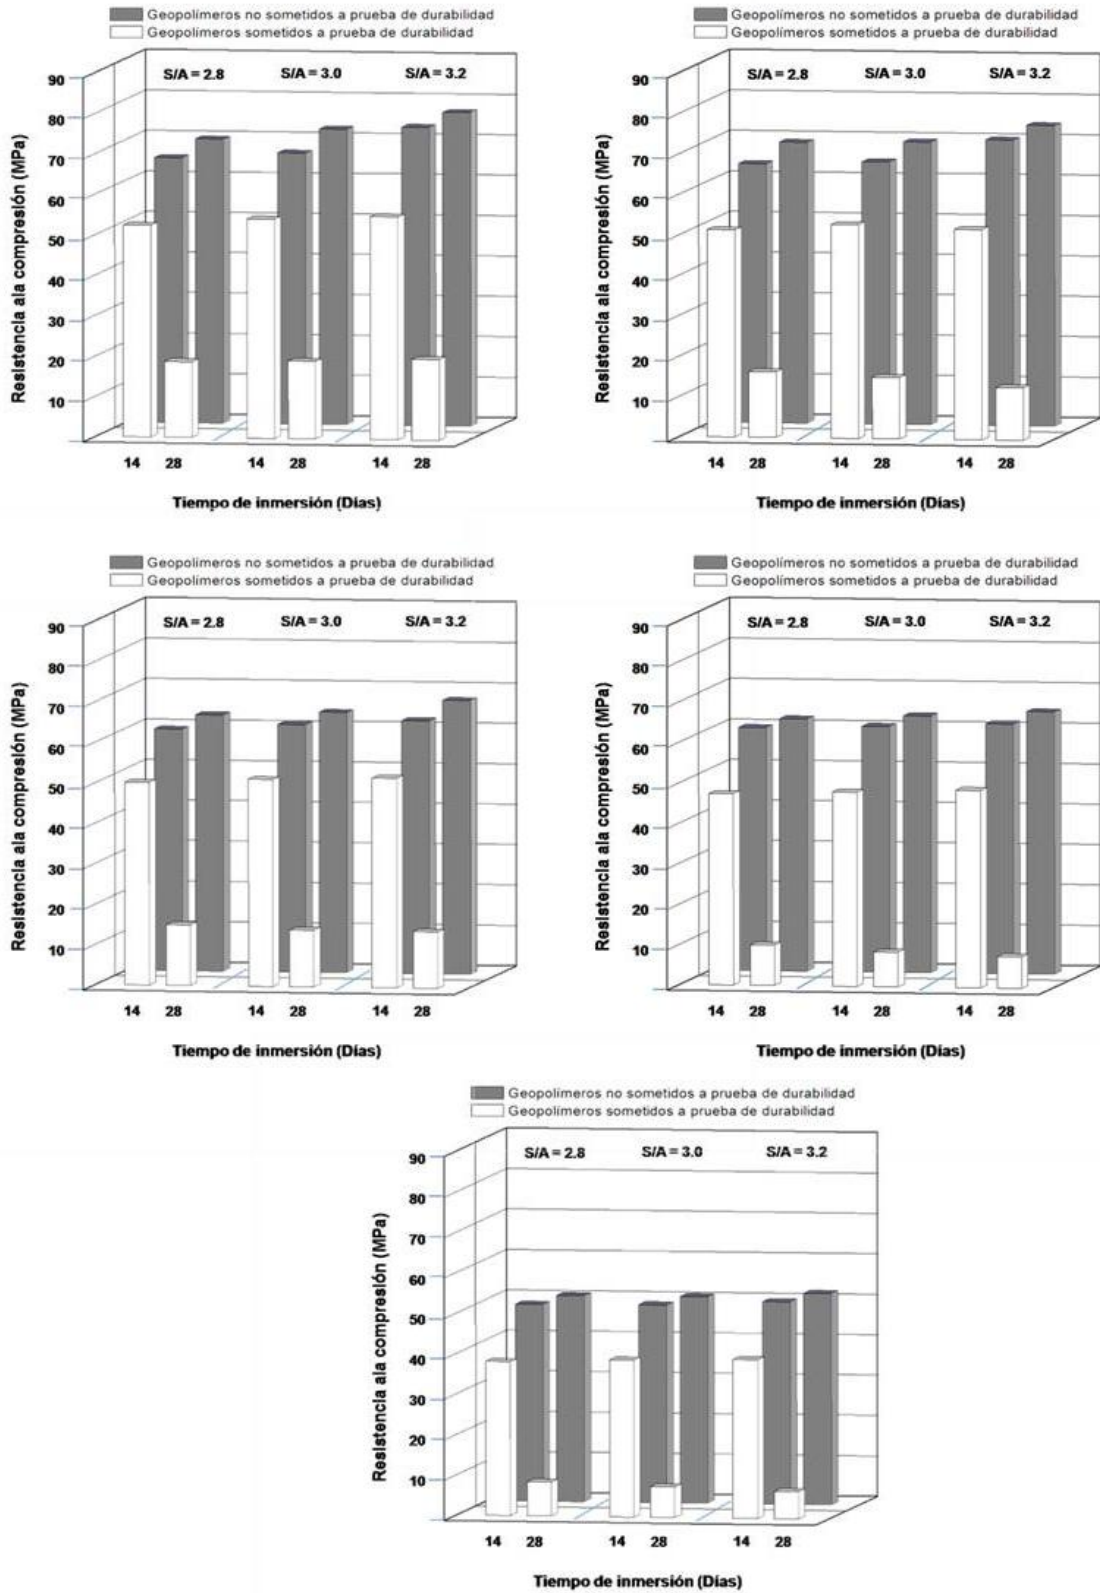 Geopolímeros no sometidos a prueba de durabilidad
Geopolímeros sometidos a prueba de durabilidad
S/A = 2.8 S/A = 3.0 S/A = 3.2
90
80
70
60
50
40
30
20
10
Resistencia ala compresión (MPa)
14 28 14 28 14 28
Tiempo de inmersión (Días)
Geopolímeros no sometidos a prueba de durabilidad
Geopolímeros sometidos a prueba de durabilidad
S/A = 2.8 S/A = 3.0 S/A = 3.2
90
80
70
60
50
40
30
20
10
Resistencia ala compresión (MPa)
14 28 14 28 14 28
Tiempo de inmersión (Días)
Geopolímeros no sometidos a prueba de durabilidad
Geopolímeros sometidos a prueba de durabilidad
S/A = 2.8 S/A = 3.0 S/A = 3.2
90
80
70
60
50
40
30
20
10
Resistencia ala compresión (MPa)
14 28 14 28 14 28
Tiempo de inmersión (Días)
Geopolímeros no sometidos a prueba de durabilidad
Geopolímeros sometidos a prueba de durabilidad
S/A = 2.8 S/A = 3.0 S/A = 3.2
90
80
70
60
50
40
30
20
10
Resistencia ala compresión (MPa)
14 28 14 28 14 28
Tiempo de inmersión (Días)
Geopolímeros no sometidos a prueba de durabilidad
Geopolímeros sometidos a prueba de durabilidad
S/A = 2.8 S/A = 3.0 S/A = 3.2
90
80
70
60
50
40
30
20
10
Resistencia ala compresión (MPa)
14 28 14 28 14 28
Tiempo de inmersión (Días)